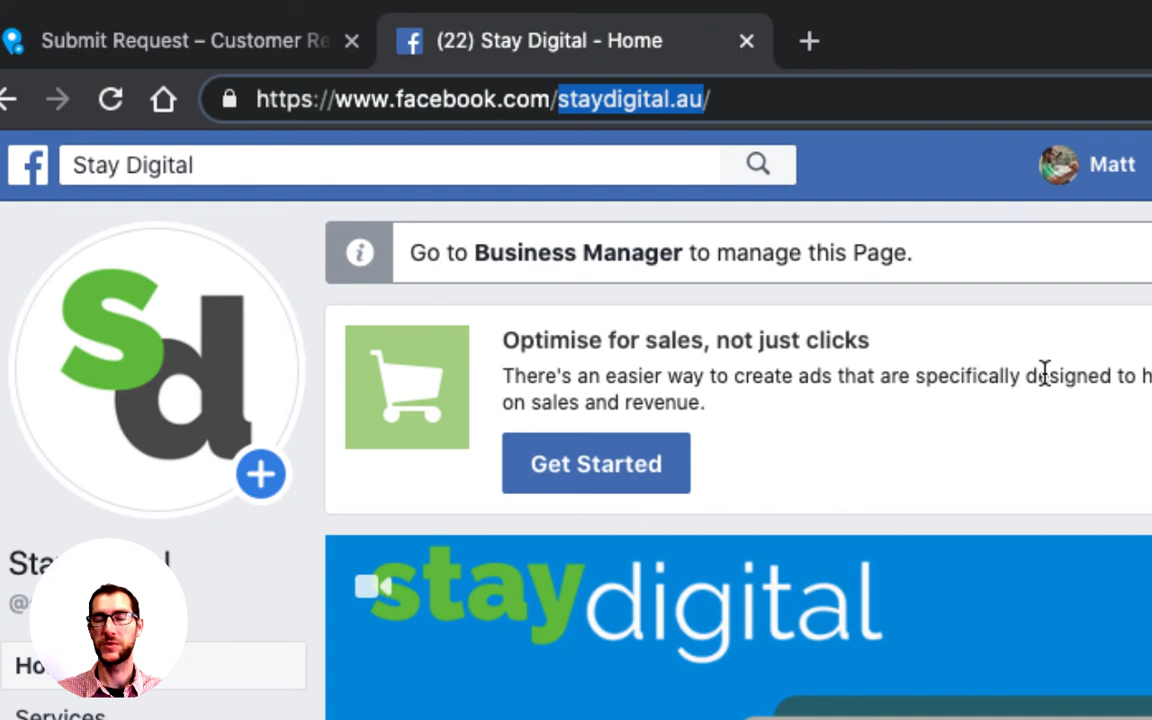 Submit Request – Customer Re
(22) Stay Digital - Home
https://www.facebook.com/staydigital.au/
Stay Digital
Matt
Go to Business Manager to manage this Page.
Sd
Optimise for sales, not just clicks
There's an easier way to create ads that are specifically designed to h
on sales and revenue.
Get Started
staydigital
Services